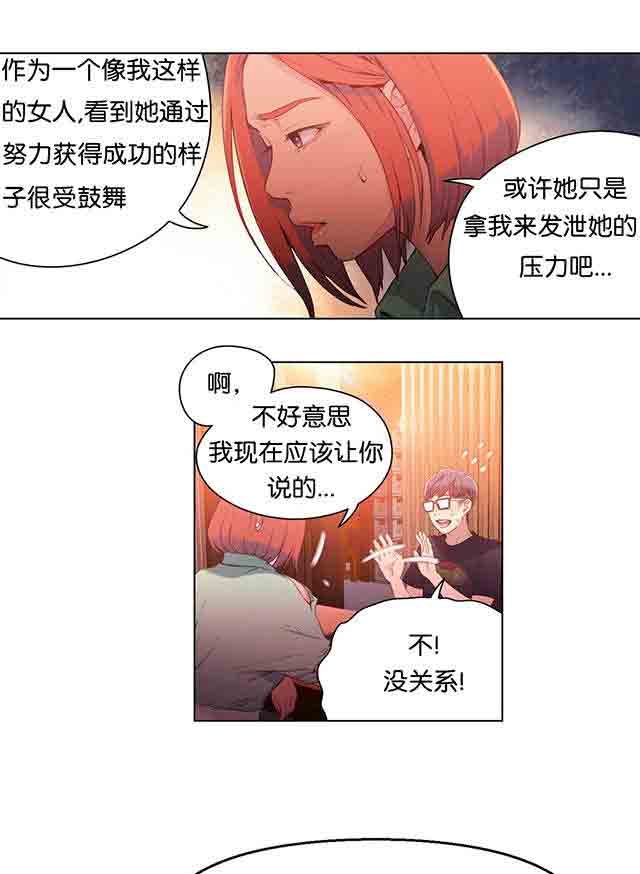 作为一个像我这样
的女人,看到她通过
努力获得成功的样
子很受鼓舞
或许她只是
拿我来发泄她的
压力吧...
啊,
不好意思
我现在应该让你
说的...
不!
没关系!